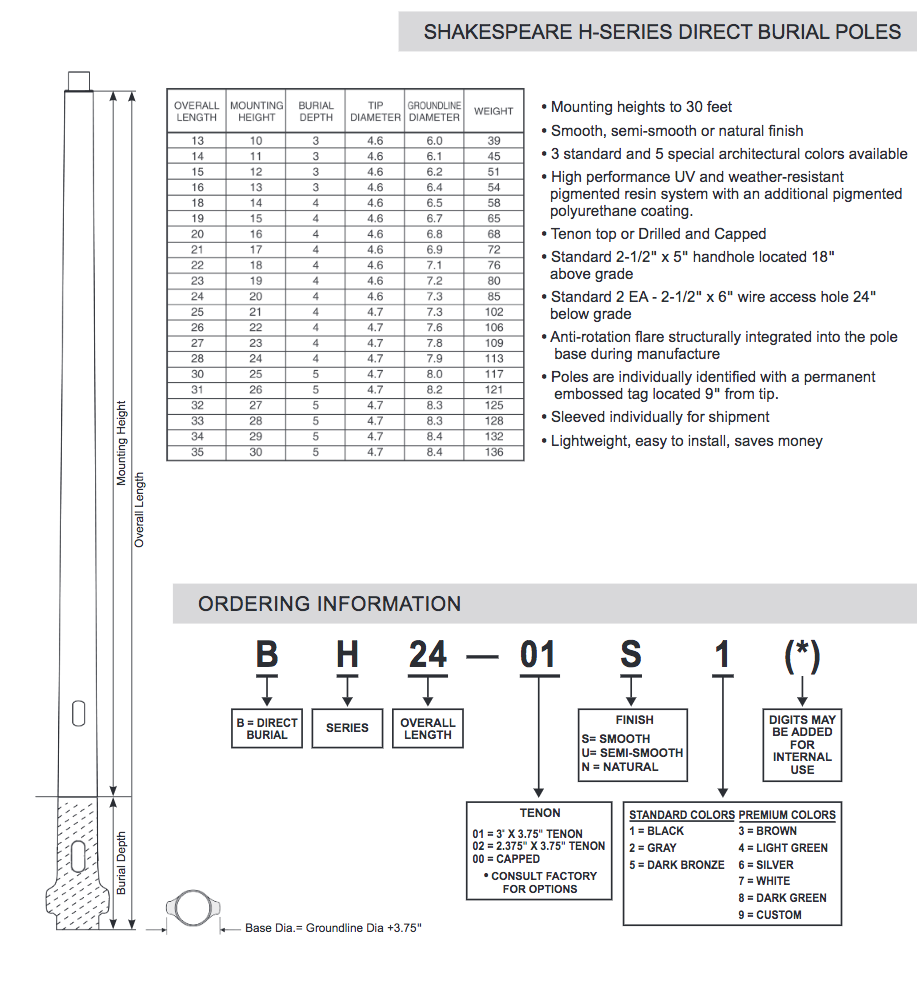 SHAKESPEARE H-SERIES DIRECT BURIAL POLES
OVERALL LENGTH MOUNTING HEIGHT BURIAL DEPTH TIP DIAMETER GROUNDLINE DIAMETER WEIGHT
13 10 3 4.6 6.0 39
14 11 3 4.6 6.1 45
15 12 3 4.6 6.2 51
16 13 3 4.6 6.4 54
18 14 4 4.6 6.5 58
19 15 4 4.6 6.7 65
20 16 4 4.6 6.8 68
21 17 4 4.6 6.9 72
22 18 4 4.6 7.1 76
23 19 4 4.6 7.2 80
24 20 4 4.6 7.3 85
25 21 4 4.7 7.3 102
26 22 4 4.7 7.6 106
27 23 4 4.7 7.8 109
28 24 4 4.7 7.9 113
30 25 5 4.7 8.0 117
31 26 5 4.7 8.2 121
32 27 5 4.7 8.3 125
33 28 5 4.7 8.3 128
34 29 5 4.7 8.4 132
35 30 5 4.7 8.4 136
• Mounting heights to 30 feet
• Smooth, semi-smooth or natural finish
• 3 standard and 5 special architectural colors available
• High performance UV and weather-resistant
pigmented resin system with an additional pigmented
polyurethane coating.
• Tenon top or Drilled and Capped
• Standard 2-1/2" x 5" handhole located 18"
above grade
• Standard 2 EA - 2-1/2" x 6" wire access hole 24"
below grade
• Anti-rotation flare structurally integrated into the pole
base during manufacture
• Poles are individually identified with a permanent
embossed tag located 9" from tip.
• Sleeved individually for shipment
• Lightweight, easy to install, saves money
Mounting Height
Overall Length
Burial Depth
Base Dia.= Groundline Dia +3.75"
ORDERING INFORMATION
B H 24 — 01 S 1 (*)
B = DIRECT
BURIAL
SERIES
OVERALL
LENGTH
FINISH
S= SMOOTH
U= SEMI-SMOOTH
N = NATURAL
DIGITS MAY
BE ADDED
FOR
INTERNAL
USE
TENON
01 = 3" X 3.75" TENON
02 = 2.375" X 3.75" TENON
00 = CAPPED
* CONSULT FACTORY
FOR OPTIONS
STANDARD COLORS
1 = BLACK
2 = GRAY
5 = DARK BRONZE
PREMIUM COLORS
3 = BROWN
4 = LIGHT GREEN
6 = SILVER
7 = WHITE
8 = DARK GREEN
9 = CUSTOM